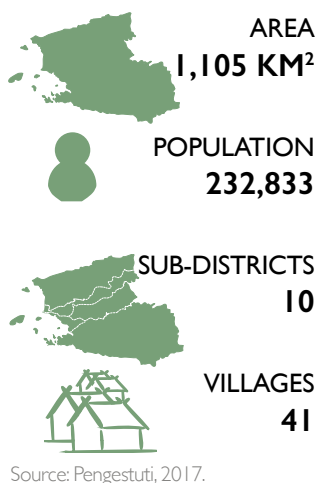 AREA
1,105 KM²
POPULATION
232,833
SUB-DISTRICTS
10
VILLAGES
41
Source: Pengestuti, 2017.